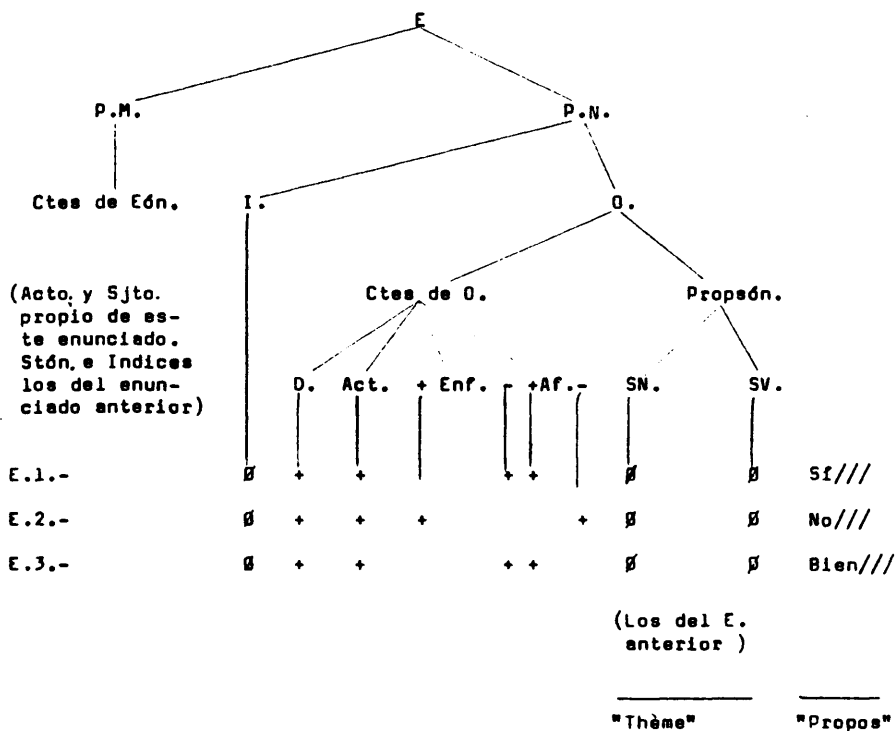 E
P.M. P.N.
Ctes de Eón. I. O.
(Acto. y Sjto. Ctes de O. Propsón.
propio de es-
te enunciado.
Stón. e Indices
los del enun- D. Act. + Enf. - +Af.- SN. SV.
ciado anterior)
E.1.- Ø + + + + Ø Ø Sí///
E.2.- Ø + + + + Ø Ø No///
E.3.- Ø + + + + Ø Ø Bien///
(Los del E.
anterior )
"Thème" "Propos"